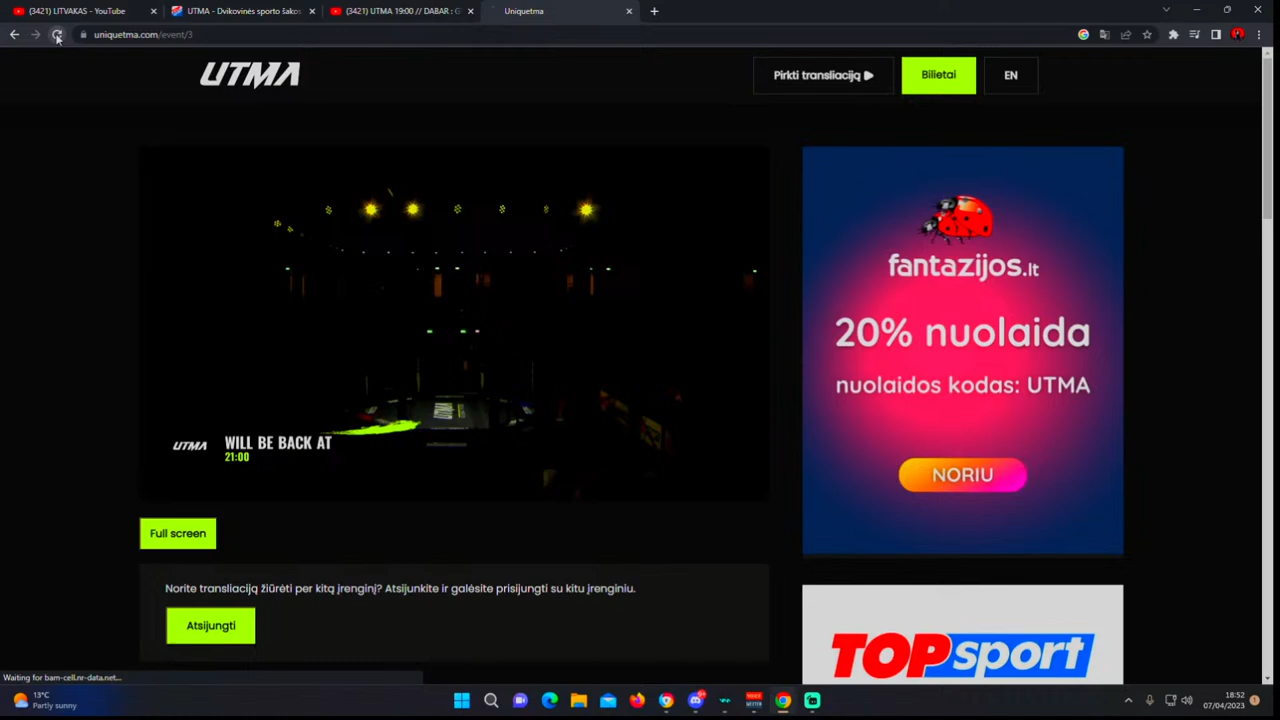 (3421) LITVAKAS - YouTube
UTMA - Dvikovinės sporto šakos
(3421) UTMA 19:00 // DABAR : G
Uniquetma
uniquetma.com/event/3
UTMA
Pirkti transliaciją
Bilietai
EN
fantazijos.lt
20% nuolaida
nuolaidos kodas: UTMA
NORIU
UTMA
WILL BE BACK AT
21:00
Full screen
Norite transliaciją žiūrėti per kitą įrenginį? Atsijunkite ir galėsite prisijungti su kitu įrenginiu.
Atsijungti
TOPsport
Waiting for bam-cell.nr-data.net...
13°C
Partly sunny
18:52
07/04/2023